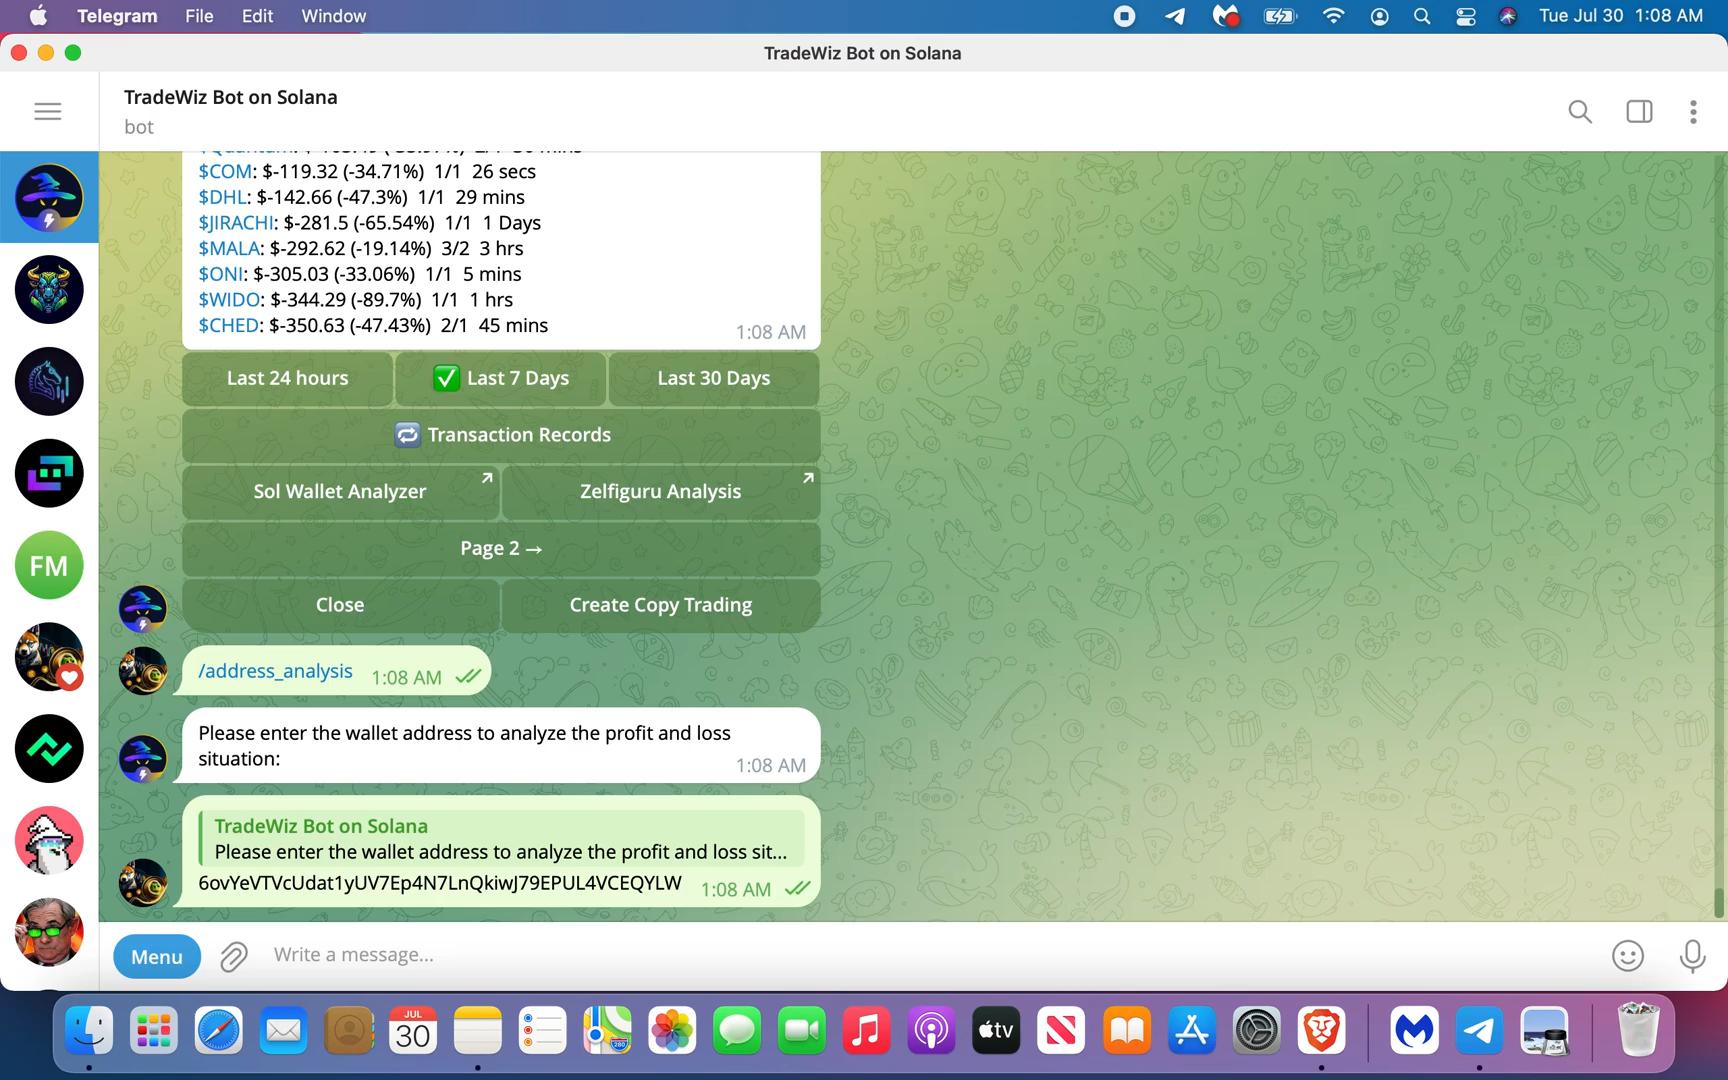 Telegram File Edit Window Tue Jul 30 1:08 AM
TradeWiz Bot on Solana
TradeWiz Bot on Solana
bot
$COM: $-119.32 (-34.71%) 1/1 26 secs
$DHL: $-142.66 (-47.3%) 1/1 29 mins
$JIRACHI: $-281.5 (-65.54%) 1/1 1 Days
$MALA: $-292.62 (-19.14%) 3/2 3 hrs
$ONI: $-305.03 (-33.06%) 1/1 5 mins
$WIDO: $-344.29 (-89.7%) 1/1 1 hrs
$CHED: $-350.63 (-47.43%) 2/1 45 mins
1:08 AM
Last 24 hours ✅ Last 7 Days Last 30 Days
🔁 Transaction Records
Sol Wallet Analyzer Zelfiguru Analysis
Page 2 →
Close Create Copy Trading
/address_analysis 1:08 AM
Please enter the wallet address to analyze the profit and loss
situation:
1:08 AM
TradeWiz Bot on Solana
Please enter the wallet address to analyze the profit and loss sit...
6ovYeVTVcUdat1yUV7Ep4N7LnQkiwJ79EPUL4VCEQYLW 1:08 AM
FM
Menu Write a message...
JUL
30
tv
280